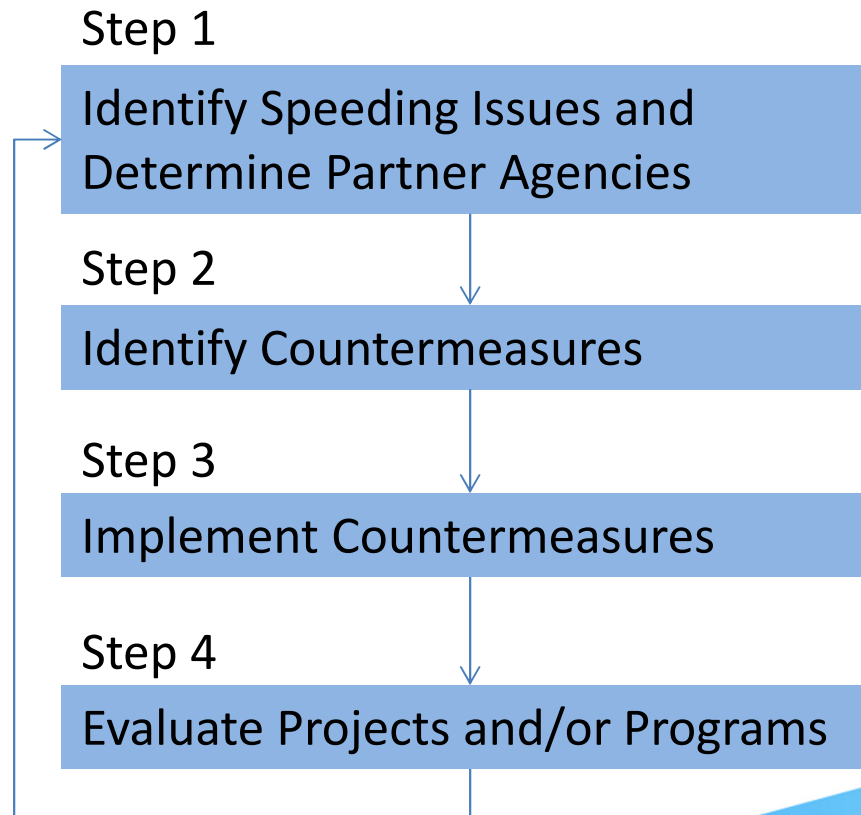 Step 1
Identify Speeding Issues and
Determine Partner Agencies
Step 2
Identify Countermeasures
Step 3
Implement Countermeasures
Step 4
Evaluate Projects and/or Programs